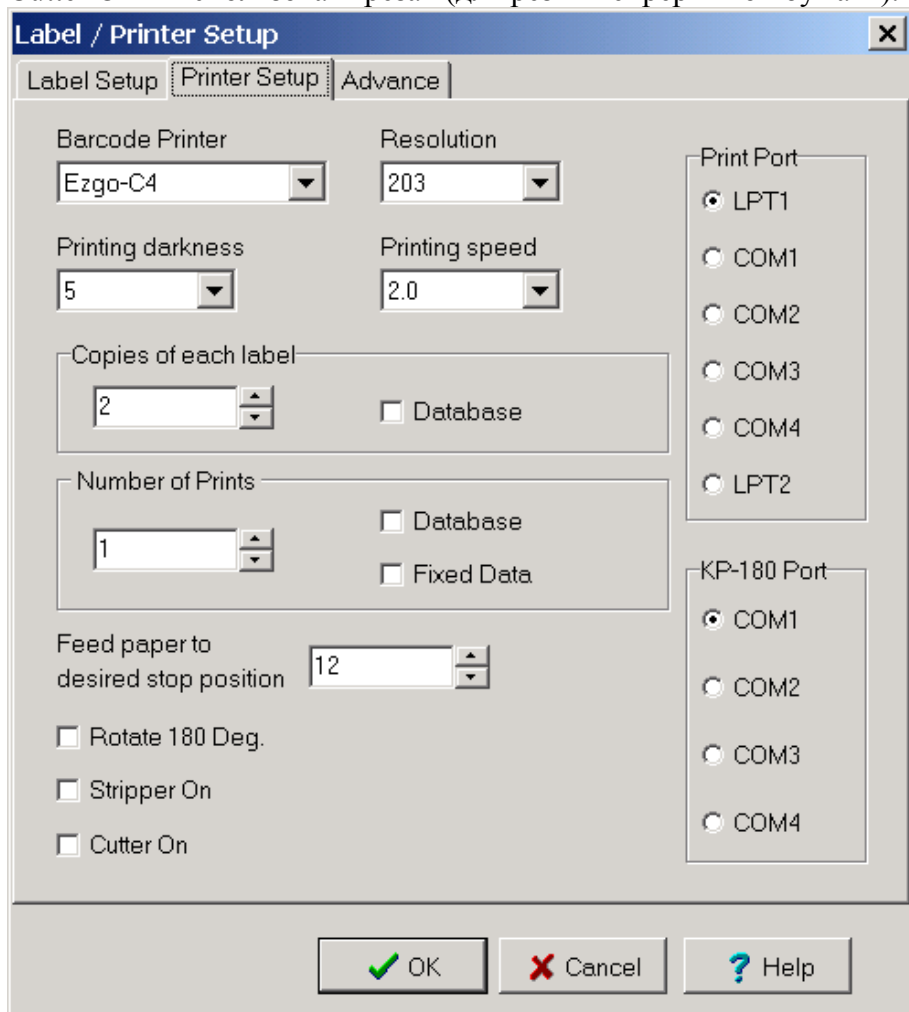 Label / Printer Setup
Label Setup Printer Setup Advance
Barcode Printer
Ezgo-C4
Resolution
203
Printing darkness
5
Printing speed
2.0
Copies of each label
2
Database
Number of Prints
1
Database
Fixed Data
Feed paper to
desired stop position
12
Rotate 180 Deg.
Stripper On
Cutter On
Print Port
LPT1
COM1
COM2
COM3
COM4
LPT2
KP-180 Port
COM1
COM2
COM3
COM4
OK Cancel Help